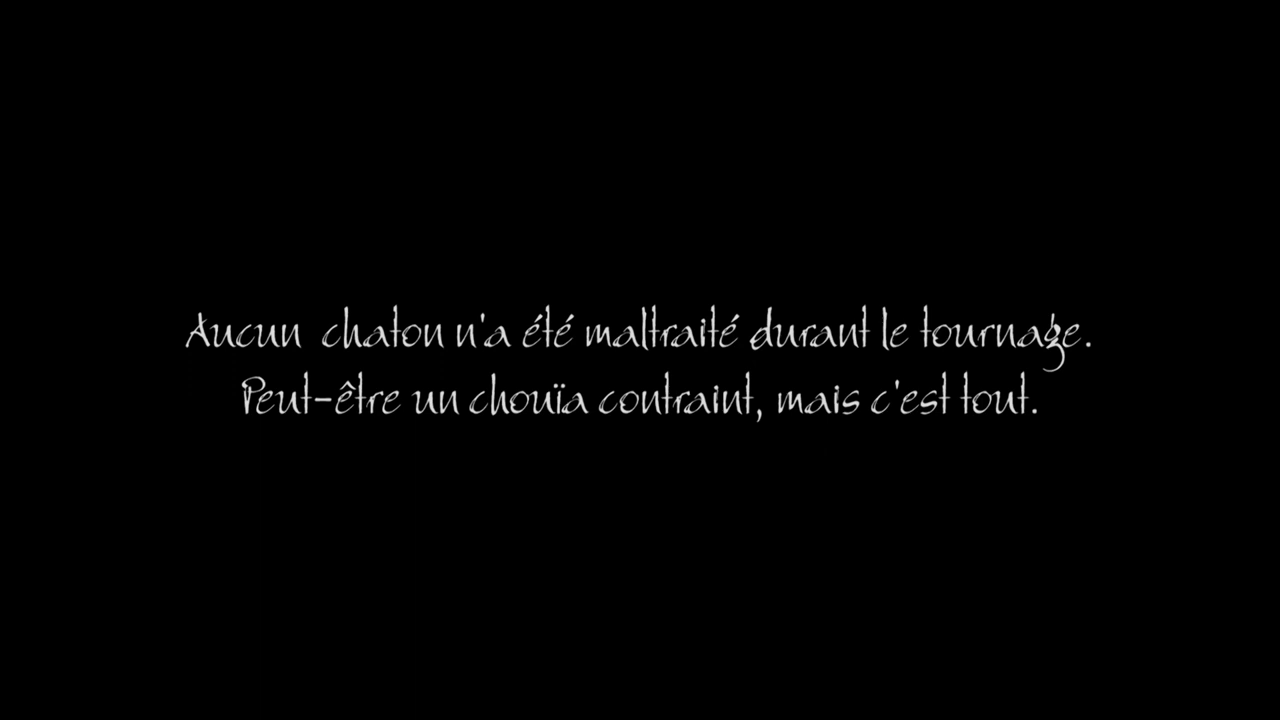 Aucun chaton n'a été maltraité durant le tournage.
Peut-être un chouïa contraint, mais c'est tout.